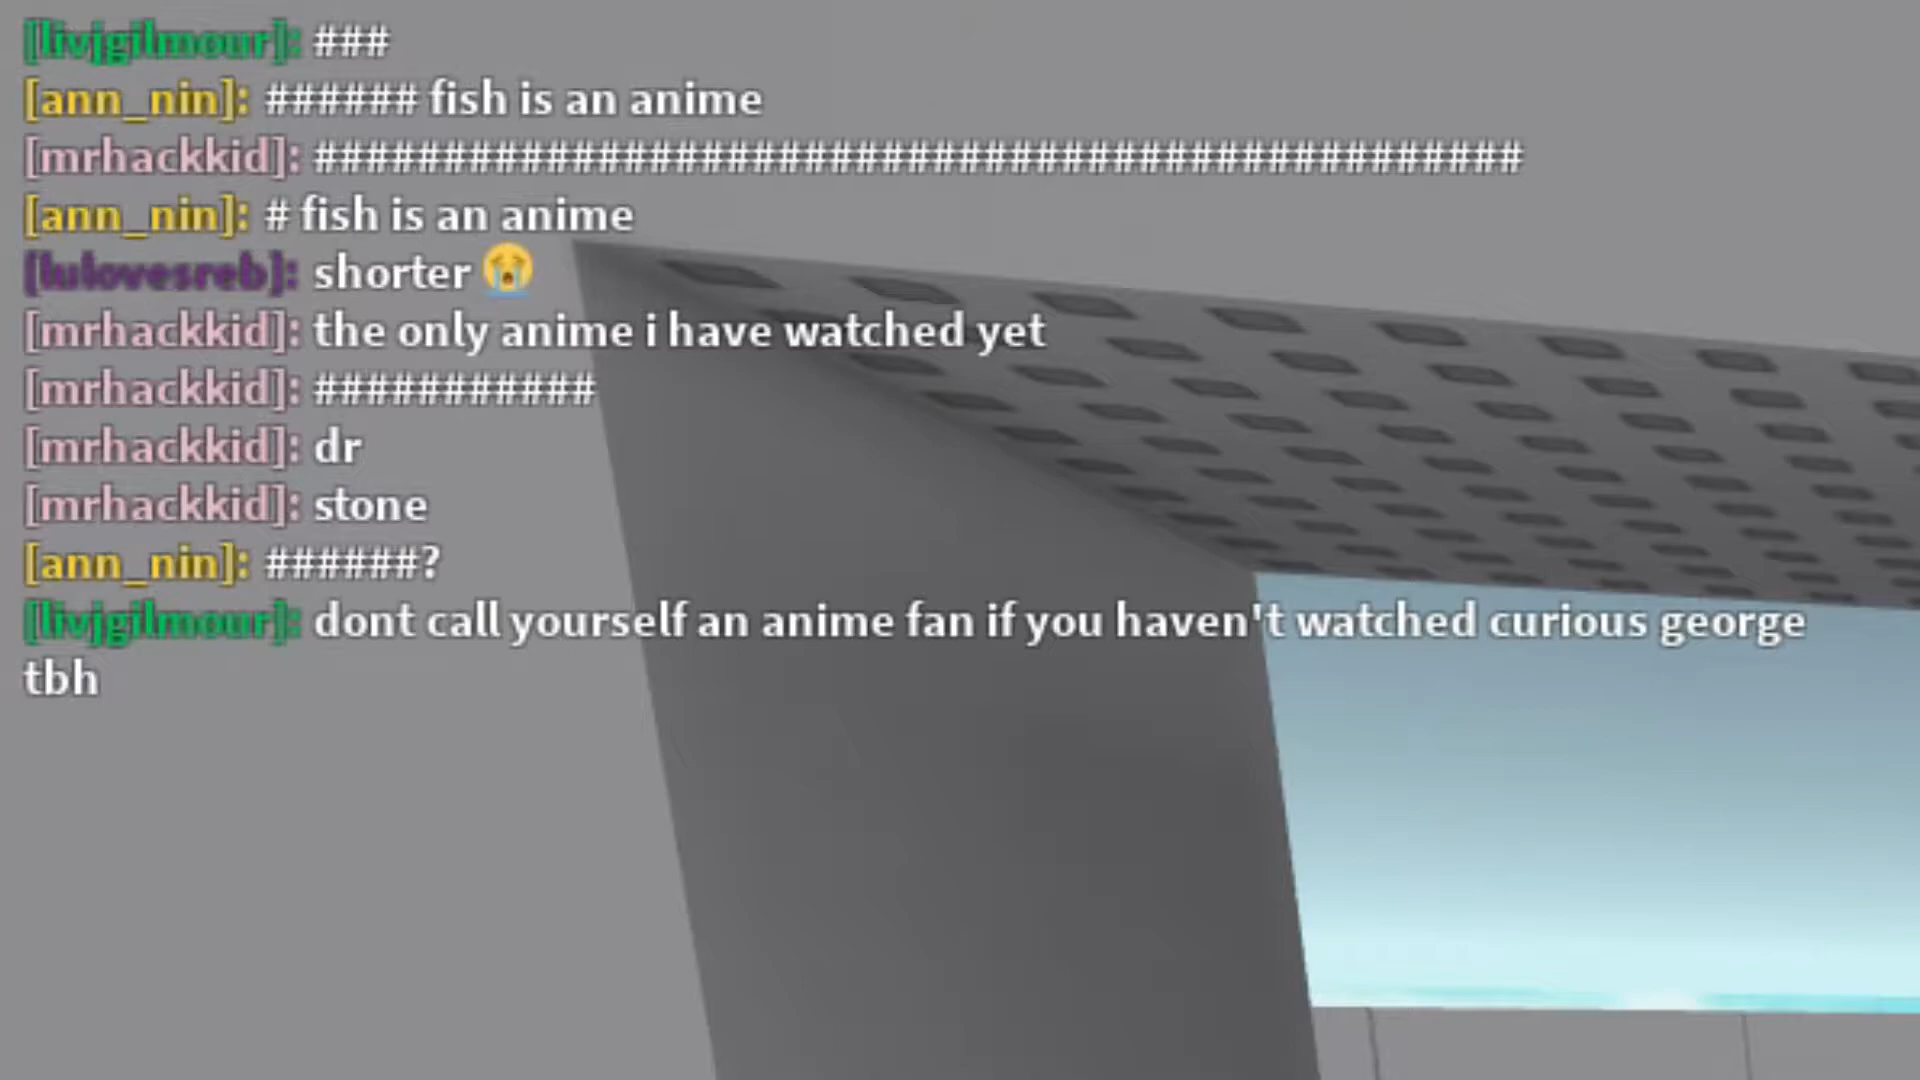 [livjgilmour]: ###
[ann_nin]: ###### fish is an anime
[mrhackkid]: ###############################################
[ann_nin]: # fish is an anime
[lulovesreb]: shorter 😭
[mrhackkid]: the only anime i have watched yet
[mrhackkid]: ###########
[mrhackkid]: dr
[mrhackkid]: stone
[ann_nin]: ######?
[livjgilmour]: dont call yourself an anime fan if you haven't watched curious george
tbh